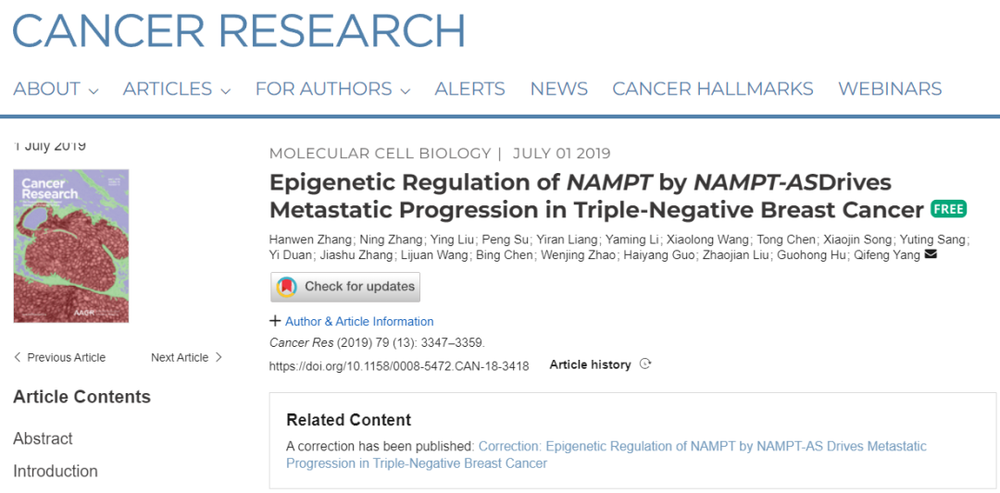 CANCER RESEARCH
ABOUT ARTICLES FOR AUTHORS ALERTS NEWS CANCER HALLMARKS WEBINARS
1 July 2019
Cancer
Research
AACR
Previous Article Next Article
Article Contents
Abstract
Introduction
MOLECULAR CELL BIOLOGY | JULY 01 2019
Epigenetic Regulation of NAMPT by NAMPT-ASDrives
Metastatic Progression in Triple-Negative Breast Cancer FREE
Hanwen Zhang; Ning Zhang; Ying Liu; Peng Su; Yiran Liang; Yaming Li; Xiaolong Wang; Tong Chen; Xiaojin Song; Yuting Sang;
Yi Duan; Jiashu Zhang; Lijuan Wang; Bing Chen; Wenjing Zhao; Haiyang Guo; Zhaojian Liu; Guohong Hu; Qifeng Yang
Check for updates
+ Author & Article Information
Cancer Res (2019) 79 (13): 3347–3359.
https://doi.org/10.1158/0008-5472.CAN-18-3418 Article history
Related Content
A correction has been published: Correction: Epigenetic Regulation of NAMPT by NAMPT-AS Drives Metastatic
Progression in Triple-Negative Breast Cancer